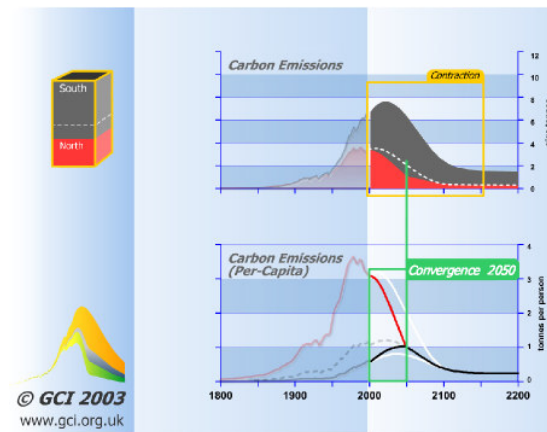 South
North
Carbon Emissions
Contraction
12
10
8
6
4
2
0
Carbon Emissions
(Per-Capita)
Convergence 2050
4
3
2
1
0
tonnes per person
1800
1900
2000
2100
2200
© GCI 2003
www.gci.org.uk